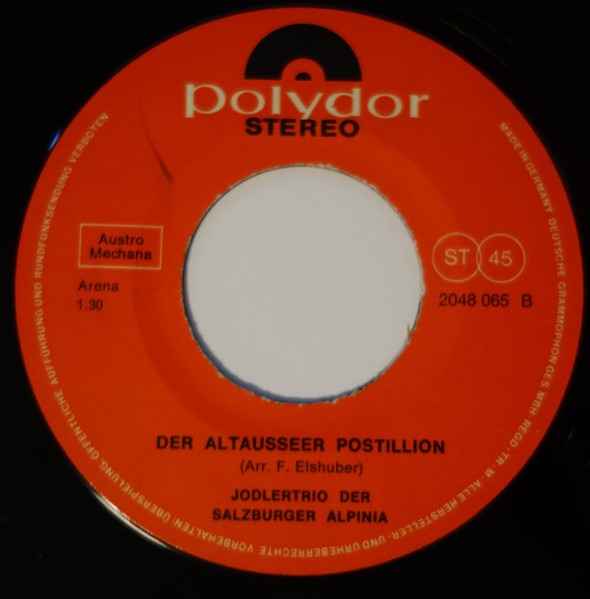 polydor
STEREO
Austro
Mechana
Arena
1.30
ST 45
2048 065 B
DER ALTAUSSEER POSTILLION
(Arr. F. Elshuber)
JODLERTRIO DER
SALZBURGER ALPINIA
MADE IN GERMANY DEUTSCHE GRAMMOPHON GES MBH · REGD · TR. M. ALLE HERSTELLER- UND URHEBERRECHTE VORBEHALTEN ÜBERSPIELUNG, ÖFFENTLICHE AUFFÜHRUNG UND RUNDFUNKSENDUNG VERBOTEN